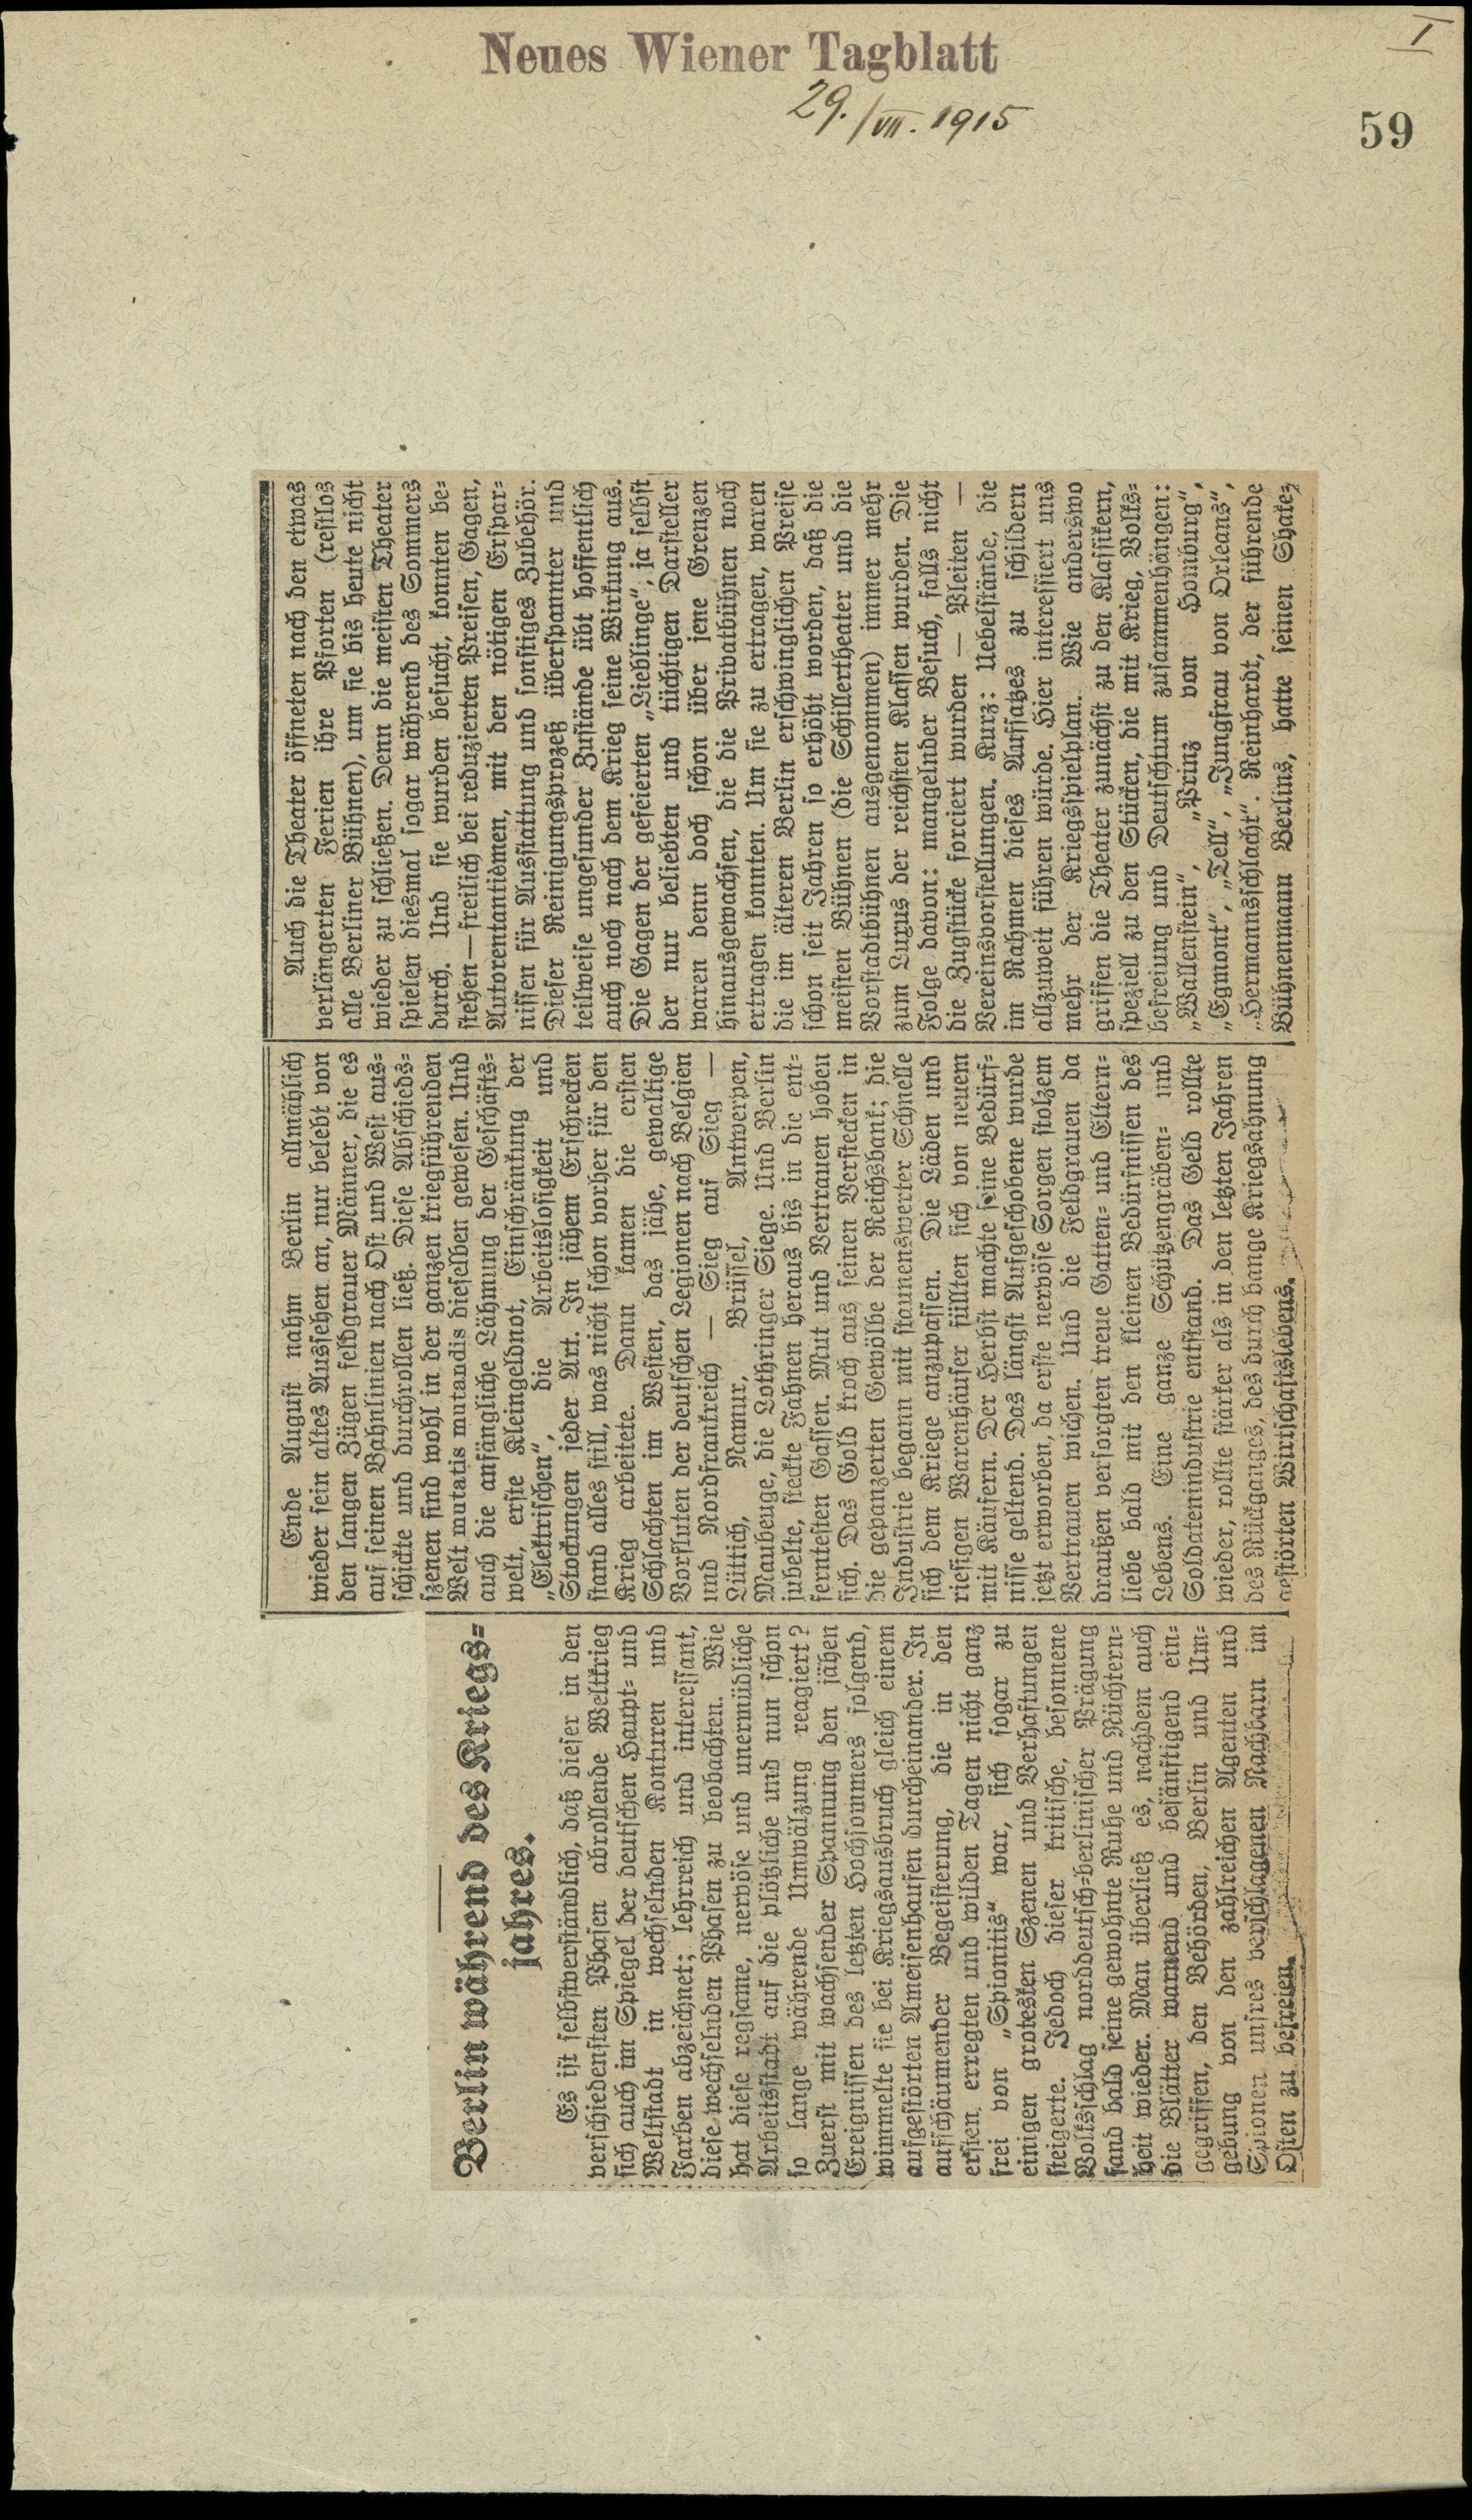 Neues Wiener Tagblatt
I
29./VII. 1915
59
Berlin während des Kriegs-
jahres.
Es ist selbstverständlich, daß dieser in den
verschiedensten Phasen abrollende Weltkrieg
sich auch im Spiegel der deutschen Haupt- und
Weltstadt in wechselnden Konturen und
Farben abzeichnet; lehrreich und interessant,
diese wechselnden Phasen zu beobachten. Wie
hat diese regsame, nervöse und unermüdliche
Arbeitsstadt auf die plötzliche und nun schon
so lange währende Umwälzung reagiert?
Zuerst mit wachsender Spannung den jähen
Ereignissen des letzten Hochsommers folgend,
wimmelte sie bei Kriegsausbruch gleich einem
aufgestörten Ameisenhaufen durcheinander. In
aufschäumender Begeisterung, die in den
ersten, erregten und wilden Tagen nicht ganz
frei von „Spionitis“ war, sich sogar zu
einigen grotesken Szenen und Verhaftungen
steigerte. Jedoch dieser kritische, besonnene
Volksschlag norddeutsch-berlinischer Prägung
fand bald seine gewohnte Ruhe und Nüchtern-
heit wieder. Man überließ es, nachdem auch
die Blätter warnend und besänftigend ein-
gegriffen, den Behörden, Berlin und Um-
gebung von den zahlreichen Agenten und
Spionen unsres verschlagenen Nachbarn im
Osten zu befreien.
Ende August nahm Berlin allmählich
wieder sein altes Aussehen an, nur belebt von
den langen Zügen feldgrauer Männer, die es
auf seinen Bahnlinien nach Ost und West aus-
schickte und durchrollen ließ. Diese Abschieds-
szenen sind wohl in der ganzen kriegführenden
Welt mutatis mutandis dieselben gewesen. Und
auch die anfängliche Lähmung der Geschäfts-
welt, erste Kleingeldnot, Einschränkung der
„Elektrischen“, die Arbeitslosigkeit und
Stockungen jeder Art. In jähem Erschrecken
stand alles still, was nicht schon vorher für den
Krieg arbeitete. Dann kamen die ersten
Schlachten im Westen, das jähe, gewaltige
Vorfluten der deutschen Legionen nach Belgien
und Nordfrankreich — Sieg auf Sieg —
Lüttich, Namur, Brüssel, Antwerpen,
Maubeuge, die Lothringer Siege. Und Berlin
jubelte, steckte Fahnen heraus bis in die ent-
ferntesten Gassen. Mut und Vertrauen hoben
sich. Das Gold kroch aus seinen Verstecken in
die gepanzerten Gewölbe der Reichsbank; die
Industrie begann mit staunenswerter Schnelle
sich dem Kriege anzupassen. Die Läden und
riesigen Warenhäuser füllten sich von neuem
mit Käufern. Der Herbst machte seine Bedürf-
nisse geltend. Das längst Aufgeschobene wurde
jetzt erworben, da erste nervöse Sorgen stolzem
Vertrauen wichen. Und die Feldgrauen da
draußen versorgten treue Gatten- und Eltern-
liebe bald mit den kleinen Bedürfnissen des
Lebens. Eine ganze Schützengräben- und
Soldatenindustrie entstand. Das Geld rollte
wieder, rollte stärker als in den letzten Jahren
des Rückganges, des durch bange Kriegsahnung
gestörten Wirtschaftslebens.
Auch die Theater öffneten nach den etwas
verlängerten Ferien ihre Pforten (restlos
alle Berliner Bühnen), um sie bis heute nicht
wieder zu schließen. Denn die meisten Theater
spielen diesmal sogar während des Sommers
durch. Und sie wurden besucht, konnten be-
stehen — freilich bei reduzierten Preisen, Gagen,
Autorentantièmen, mit den nötigen Erspar-
nissen für Ausstattung und sonstiges Zubehör.
Dieser Reinigungsprozeß überspannter und
teilweise ungesunder Zustände übt hoffentlich
auch noch nach dem Krieg seine Wirkung aus.
Die Gagen der gefeierten „Lieblinge“, ja selbst
der nur beliebten und tüchtigen Darsteller
waren denn doch schon über jene Grenzen
hinausgewachsen, die die Privatbühnen noch
ertragen konnten. Um sie zu ertragen, waren
die im älteren Berlin erschwinglichen Preise
schon seit Jahren so erhöht worden, daß die
meisten Bühnen (die Schillertheater und die
Vorstadtbühnen ausgenommen) immer mehr
zum Luxus der reichsten Klassen wurden. Die
Folge davon: mangelnder Besuch, falls nicht
die Zugstücke forciert wurden — Pleiten —
Vereinsvorstellungen. Kurz: Uebelstände, die
im Rahmen dieses Aufsatzes zu schildern
allzuweit führen würde. Hier interessiert uns
mehr der Kriegsspielplan. Wie anderswo
griffen die Theater zunächst zu den Klassikern,
speziell zu den Stücken, die mit Krieg, Volks-
befreiung und Deutschtum zusammenhängen:
„Wallenstein“, „Prinz von Homburg“,
„Egmont“, „Tell“, „Jungfrau von Orleans“,
„Hermannsschlacht“. Reinhardt, der führende
Bühnenmann Berlins, hatte seinen Shake-